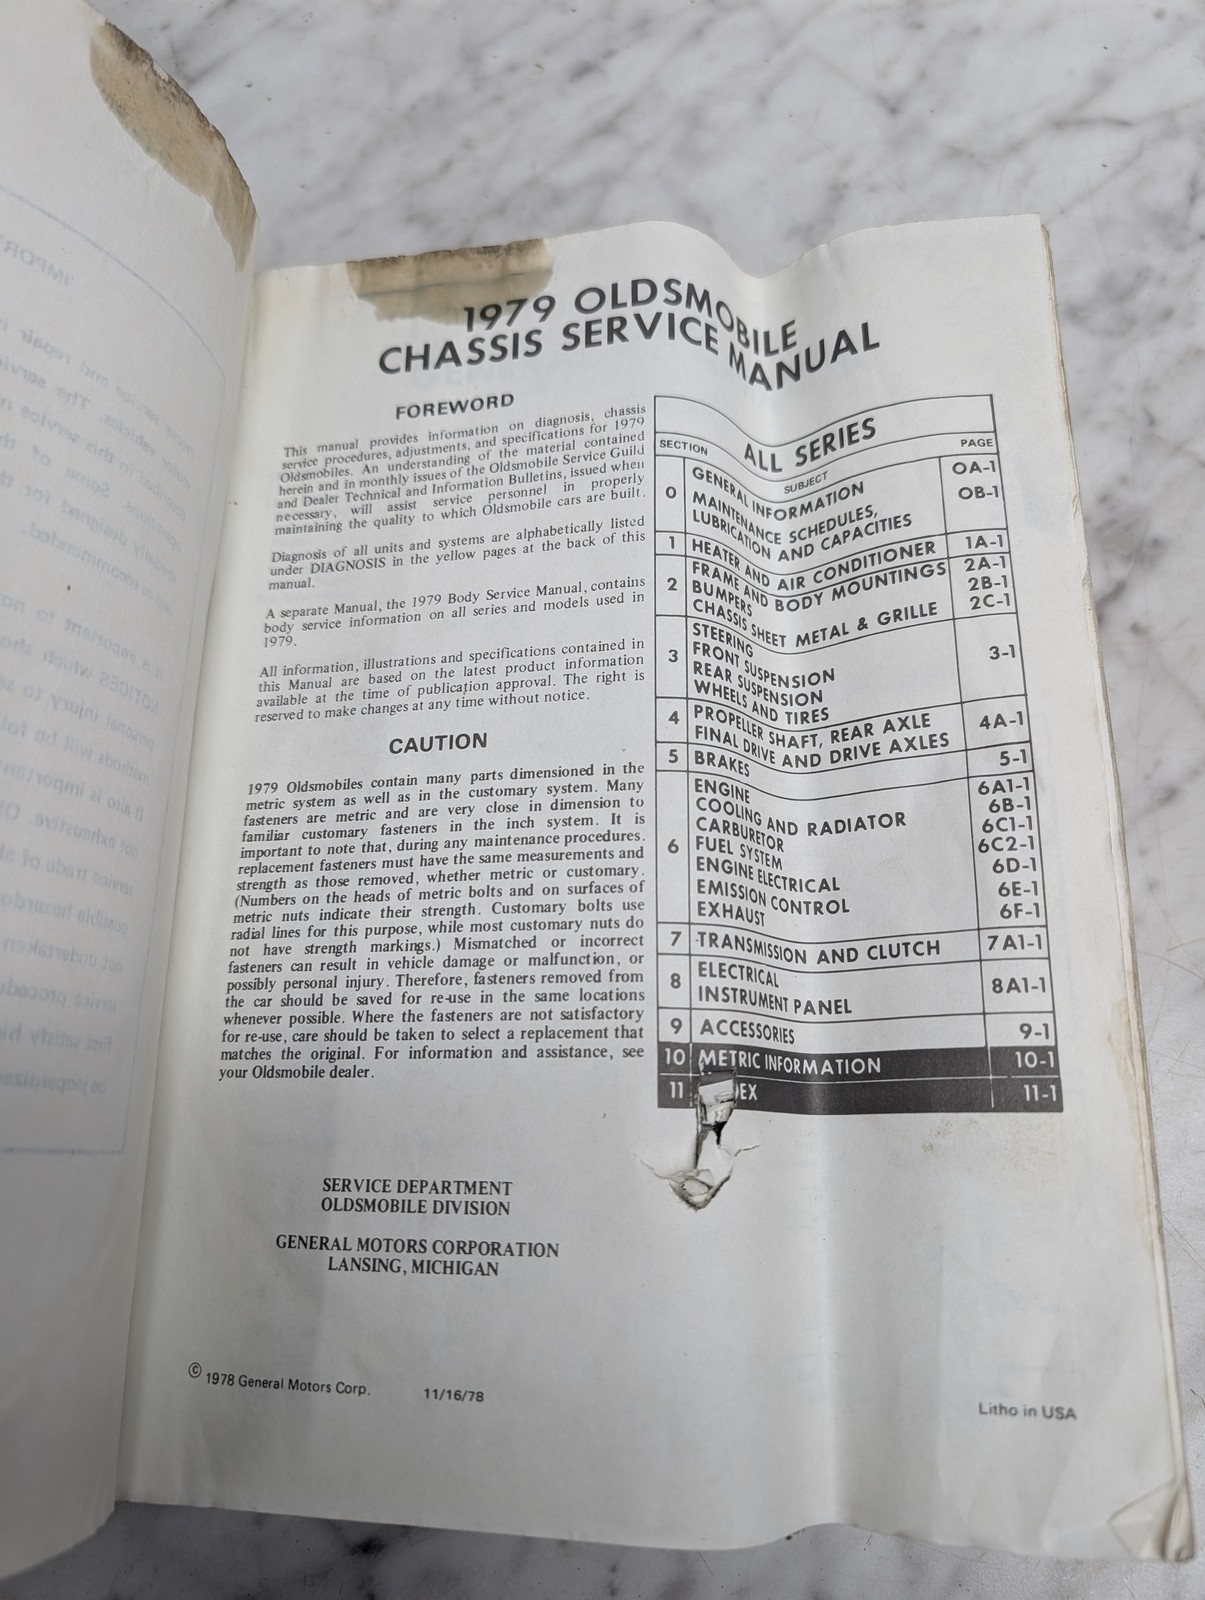 1979 OLDSMOBILE
CHASSIS SERVICE MANUAL
FOREWORD
This manual provides information on diagnosis, chassis
service procedures, adjustments, and specifications for 1979
Oldsmobiles. An understanding of the material contained
herein and in monthly issues of the Oldsmobile Service Guild
and Dealer Technical and Information Bulletins, issued when
necessary, will assist service personnel in properly
maintaining the quality to which Oldsmobile cars are built.
Diagnosis of all units and systems are alphabetically listed
under DIAGNOSIS in the yellow pages at the back of this
manual.
A separate Manual, the 1979 Body Service Manual, contains
body service information on all series and models used in
1979.
All information, illustrations and specifications contained in
this Manual are based on the latest product information
available at the time of publication approval. The right is
reserved to make changes at any time without notice.
CAUTION
1979 Oldsmobiles contain many parts dimensioned in the
metric system as well as in the customary system. Many
fasteners are metric and are very close in dimension to
familiar customary fasteners in the inch system. It is
important to note that, during any maintenance procedures,
replacement fasteners must have the same measurements and
strength as those removed, whether metric or customary.
(Numbers on the heads of metric bolts and on surfaces of
metric nuts indicate their strength. Customary bolts use
radial lines for this purpose, while most customary nuts do
not have strength markings.) Mismatched or incorrect
fasteners can result in vehicle damage or malfunction, or
possibly personal injury. Therefore, fasteners removed from
the car should be saved for re-use in the same locations
whenever possible. Where the fasteners are not satisfactory
for re-use, care should be taken to select a replacement that
matches the original. For information and assistance, see
your Oldsmobile dealer.
SERVICE DEPARTMENT
OLDSMOBILE DIVISION
GENERAL MOTORS CORPORATION
LANSING, MICHIGAN
ALL SERIES
SECTION SUBJECT PAGE
0 GENERAL INFORMATION OA-1
MAINTENANCE SCHEDULES, OB-1
LUBRICATION AND CAPACITIES
1 HEATER AND AIR CONDITIONER 1A-1
2 FRAME AND BODY MOUNTINGS 2A-1
BUMPERS 2B-1
CHASSIS SHEET METAL & GRILLE 2C-1
3 STEERING 3-1
FRONT SUSPENSION
REAR SUSPENSION
WHEELS AND TIRES
4 PROPELLER SHAFT, REAR AXLE 4A-1
FINAL DRIVE AND DRIVE AXLES
5 BRAKES 5-1
6 ENGINE 6A1-1
COOLING AND RADIATOR 6B-1
CARBURETOR 6C1-1
FUEL SYSTEM 6C2-1
ENGINE ELECTRICAL 6D-1
EMISSION CONTROL 6E-1
EXHAUST 6F-1
7 TRANSMISSION AND CLUTCH 7A1-1
8 ELECTRICAL 8A1-1
INSTRUMENT PANEL
9 ACCESSORIES 9-1
10 METRIC INFORMATION 10-1
11 DEX 11-1
© 1978 General Motors Corp. 11/16/78
Litho in USA